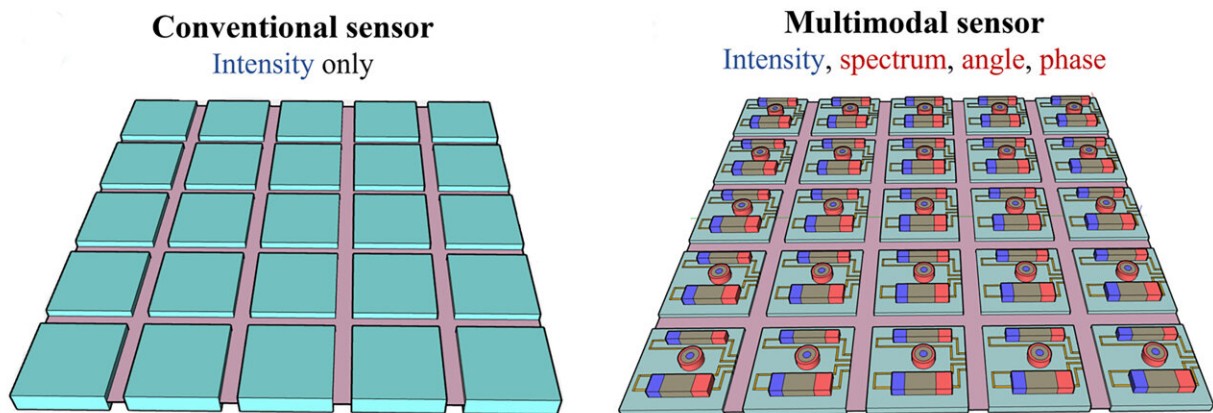 Conventional sensor
Intensity only
Multimodal sensor
Intensity, spectrum, angle, phase